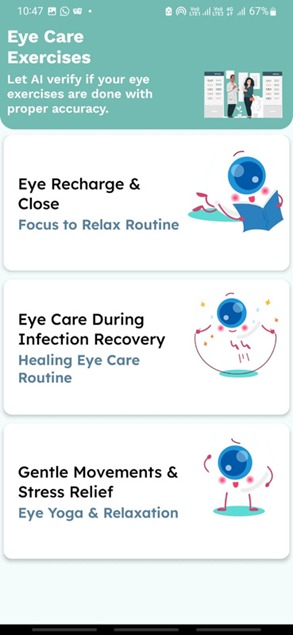 10:47
67%
Eye Care
Exercises
Let AI verify if your eye
exercises are done with
proper accuracy.
Eye Recharge &
Close
Focus to Relax Routine
Eye Care During
Infection Recovery
Healing Eye Care
Routine
Gentle Movements &
Stress Relief
Eye Yoga & Relaxation